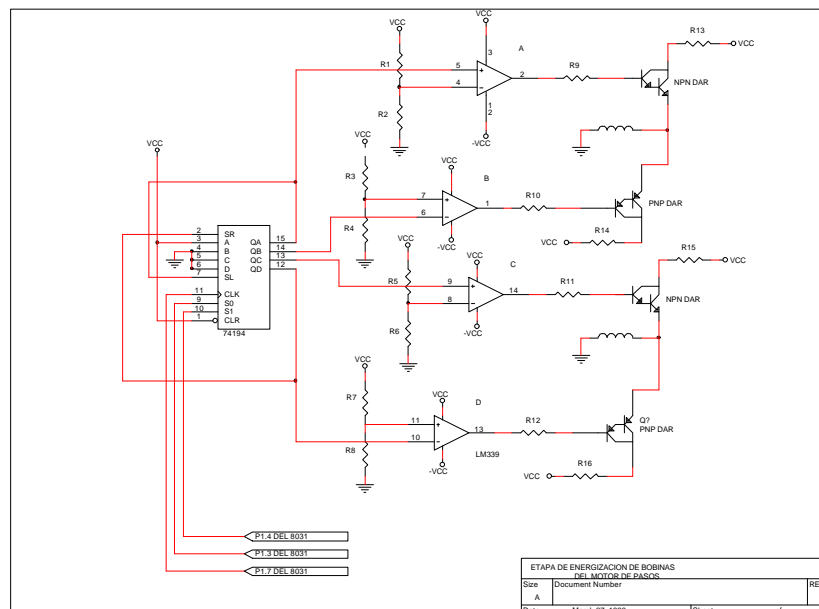 VCC
A
R13
VCC
VCC
3
R1
5
+
4
−
2
R9
NPN DAR
R2
1
2
-VCC
VCC
VCC
VCC
R3
B
7
+
6
−
1
R10
PNP DAR
R4
-VCC
VCC
R14
2
SR
QA
15
3
A
QB
14
4
B
QC
13
5
C
QD
12
6
D
7
SL
11
CLK
9
S0
10
S1
1
CLR
74194
VCC
VCC
C
R15
VCC
R5
9
+
8
−
14
R11
NPN DAR
R6
-VCC
VCC
VCC
D
R7
11
+
10
−
13
R12
Q?
PNP DAR
R8
LM339
-VCC
VCC
R16
P1.4 DEL 8031
P1.3 DEL 8031
P1.7 DEL 8031
ETAPA DE ENERGIZACION DE BOBINAS
DEL MOTOR DE PASOS
Size
Document Number
A